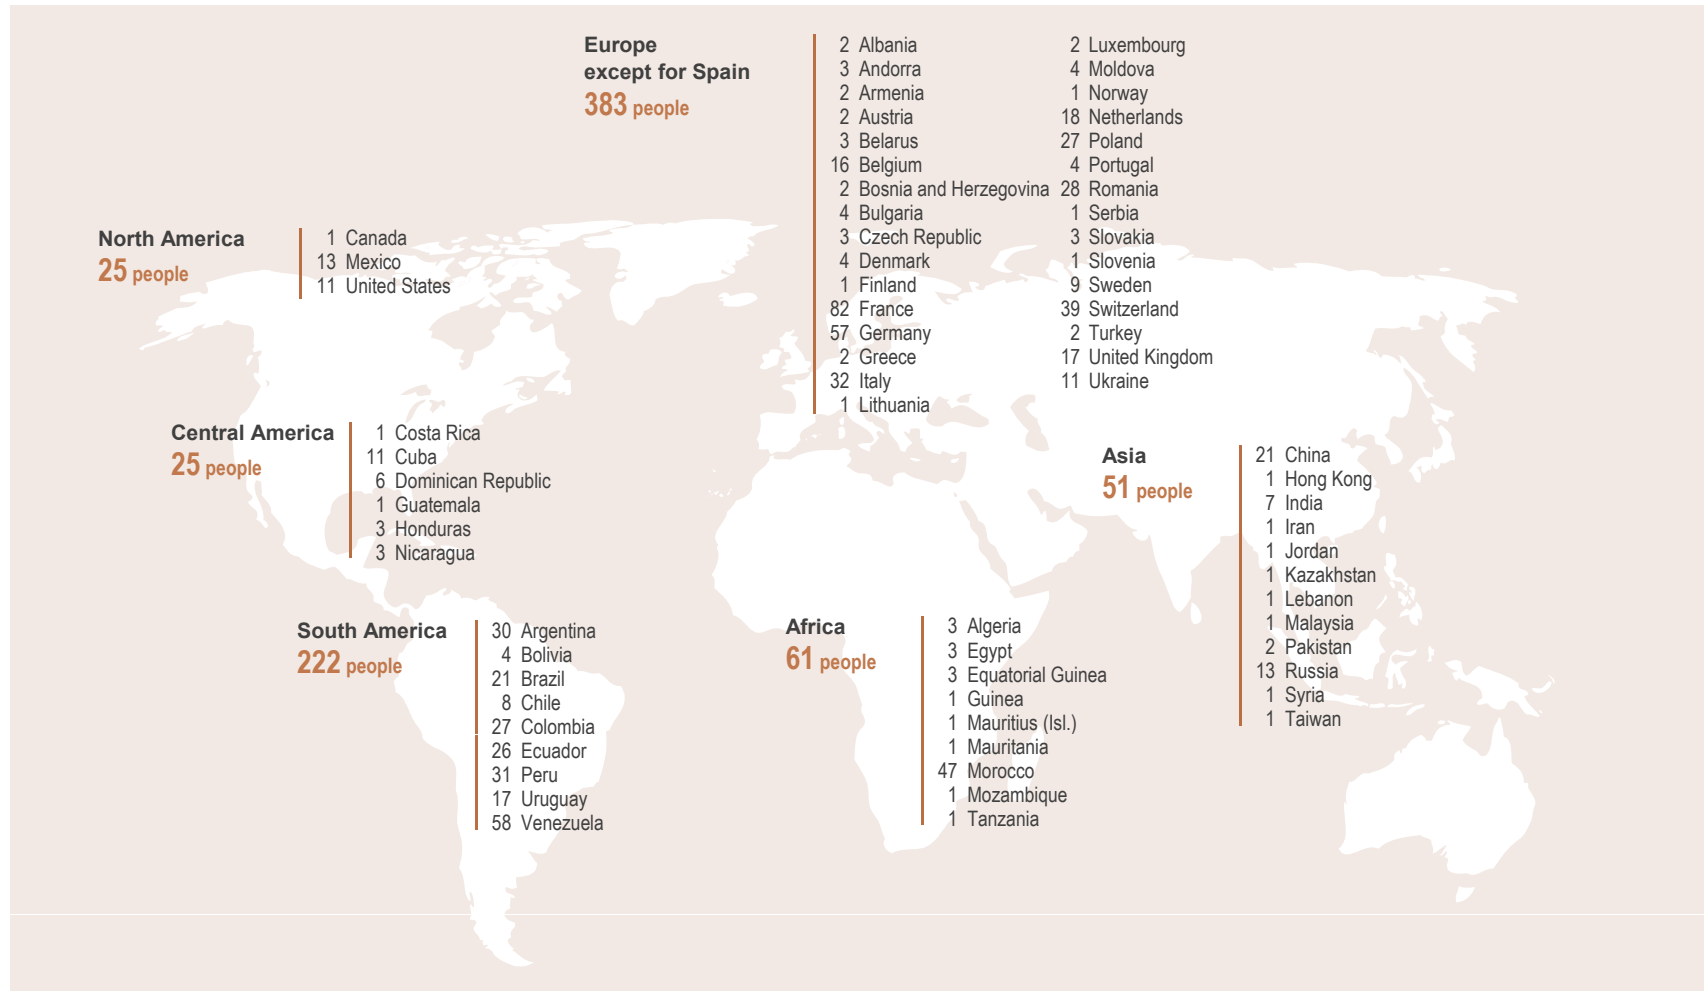 Europe
except for Spain
383 people
2 Albania
3 Andorra
2 Armenia
2 Austria
3 Belarus
16 Belgium
2 Bosnia and Herzegovina
4 Bulgaria
3 Czech Republic
4 Denmark
1 Finland
82 France
57 Germany
2 Greece
32 Italy
1 Lithuania
2 Luxembourg
4 Moldova
1 Norway
18 Netherlands
27 Poland
4 Portugal
28 Romania
1 Serbia
3 Slovakia
1 Slovenia
9 Sweden
39 Switzerland
2 Turkey
17 United Kingdom
11 Ukraine
North America
25 people
1 Canada
13 Mexico
11 United States
Central America
25 people
1 Costa Rica
11 Cuba
6 Dominican Republic
1 Guatemala
3 Honduras
3 Nicaragua
Asia
51 people
21 China
1 Hong Kong
7 India
1 Iran
1 Jordan
1 Kazakhstan
1 Lebanon
1 Malaysia
2 Pakistan
13 Russia
1 Syria
1 Taiwan
South America
222 people
30 Argentina
4 Bolivia
21 Brazil
8 Chile
27 Colombia
26 Ecuador
31 Peru
17 Uruguay
58 Venezuela
Africa
61 people
3 Algeria
3 Egypt
3 Equatorial Guinea
1 Guinea
1 Mauritius (Isl.)
1 Mauritania
47 Morocco
1 Mozambique
1 Tanzania